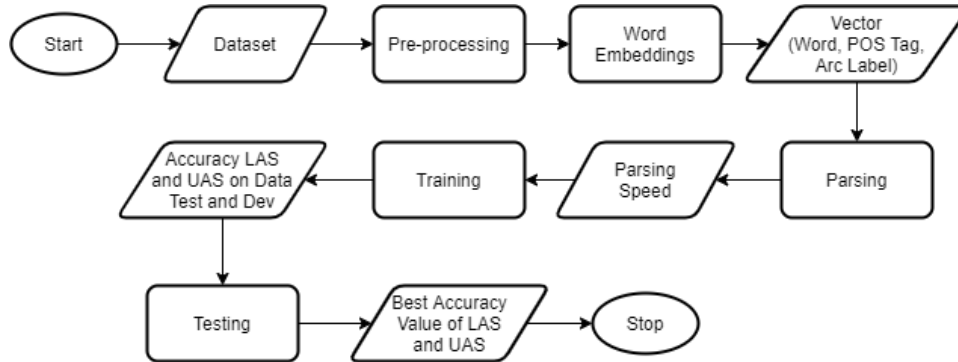 Start
Dataset
Pre-processing
Word
Embeddings
Vector
(Word, POS Tag,
Arc Label)
Accuracy LAS
and UAS on Data
Test and Dev
Training
Parsing
Speed
Parsing
Testing
Best Accuracy
Value of LAS
and UAS
Stop